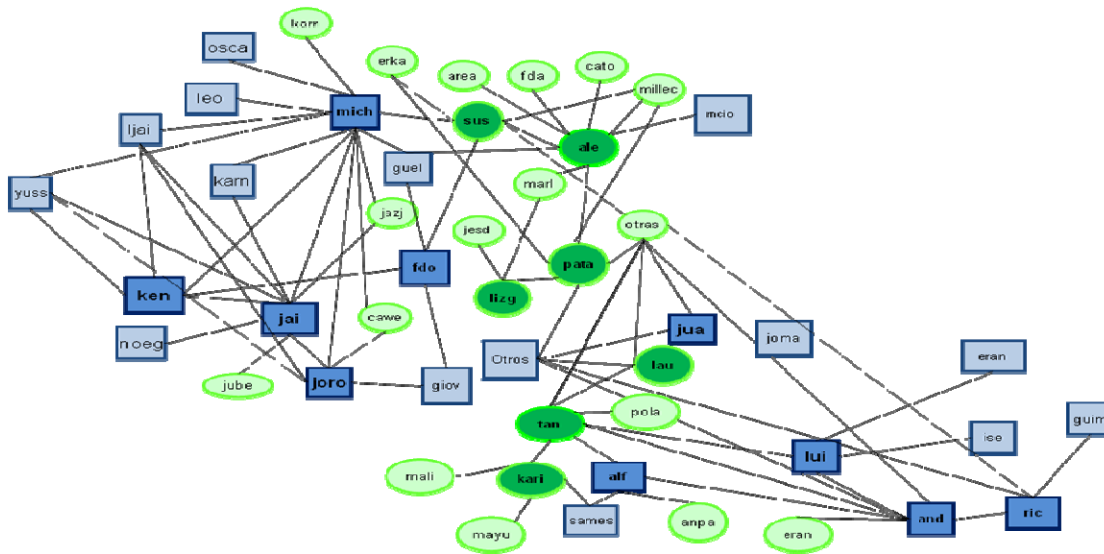 korr
osca
erka
area
fda
cato
millec
leo
mich
sus
mcio
ljai
ale
guel
karn
marl
yuss
jazj
jesd
otras
fdo
pata
ken
lizg
jai
cawe
jua
joma
noeg
Otros
eran
lau
jube
joro
giov
pola
guim
tan
ise
lui
mali
kari
alf
sames
anpa
and
ric
mayu
eran